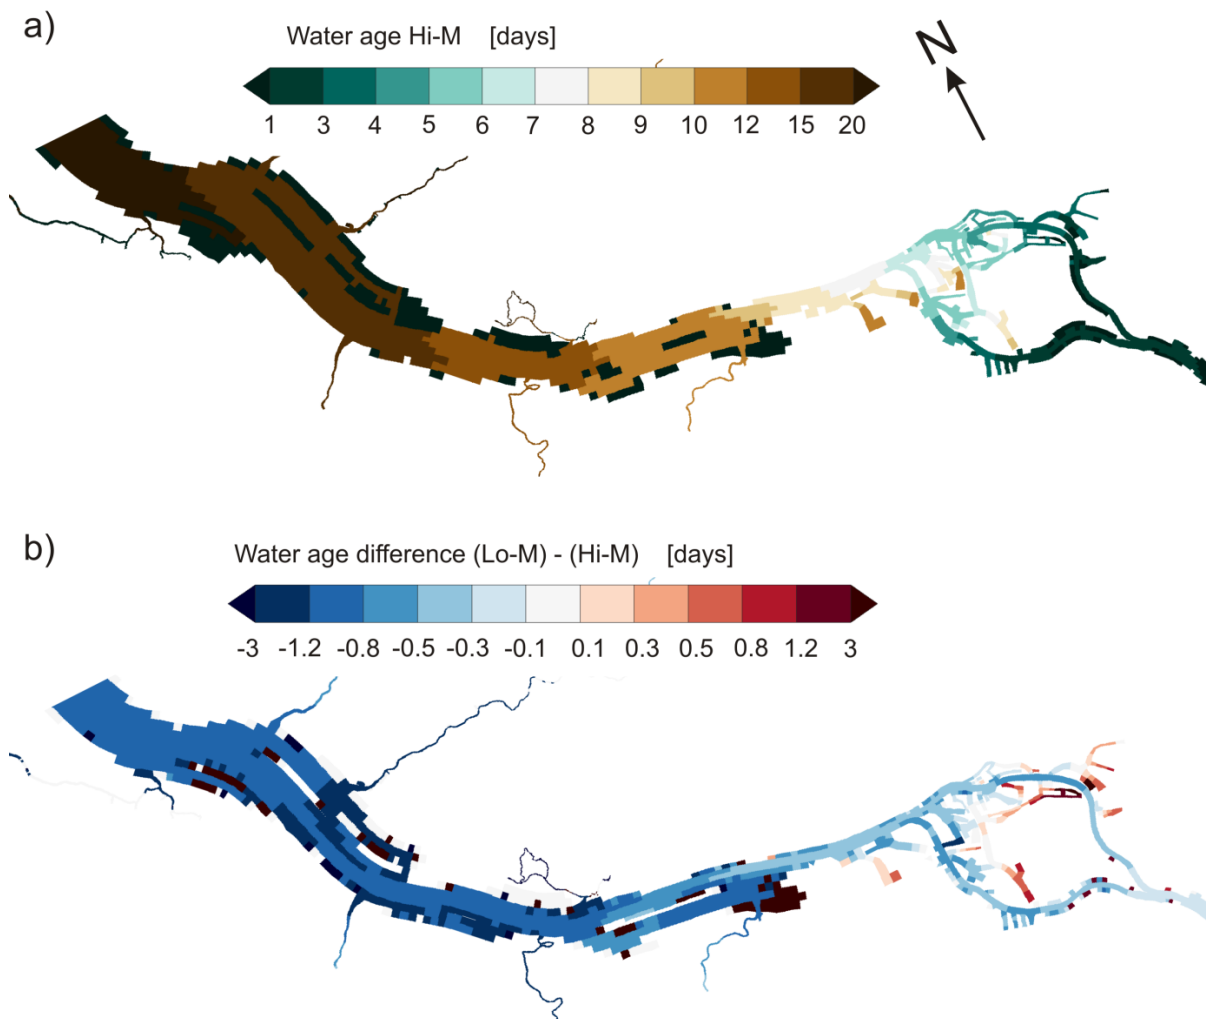 a)
Water age Hi-M [days]
N
1 3 4 5 6 7 8 9 10 12 15 20
b)
Water age difference (Lo-M) - (Hi-M) [days]
-3 -1.2 -0.8 -0.5 -0.3 -0.1 0.1 0.3 0.5 0.8 1.2 3